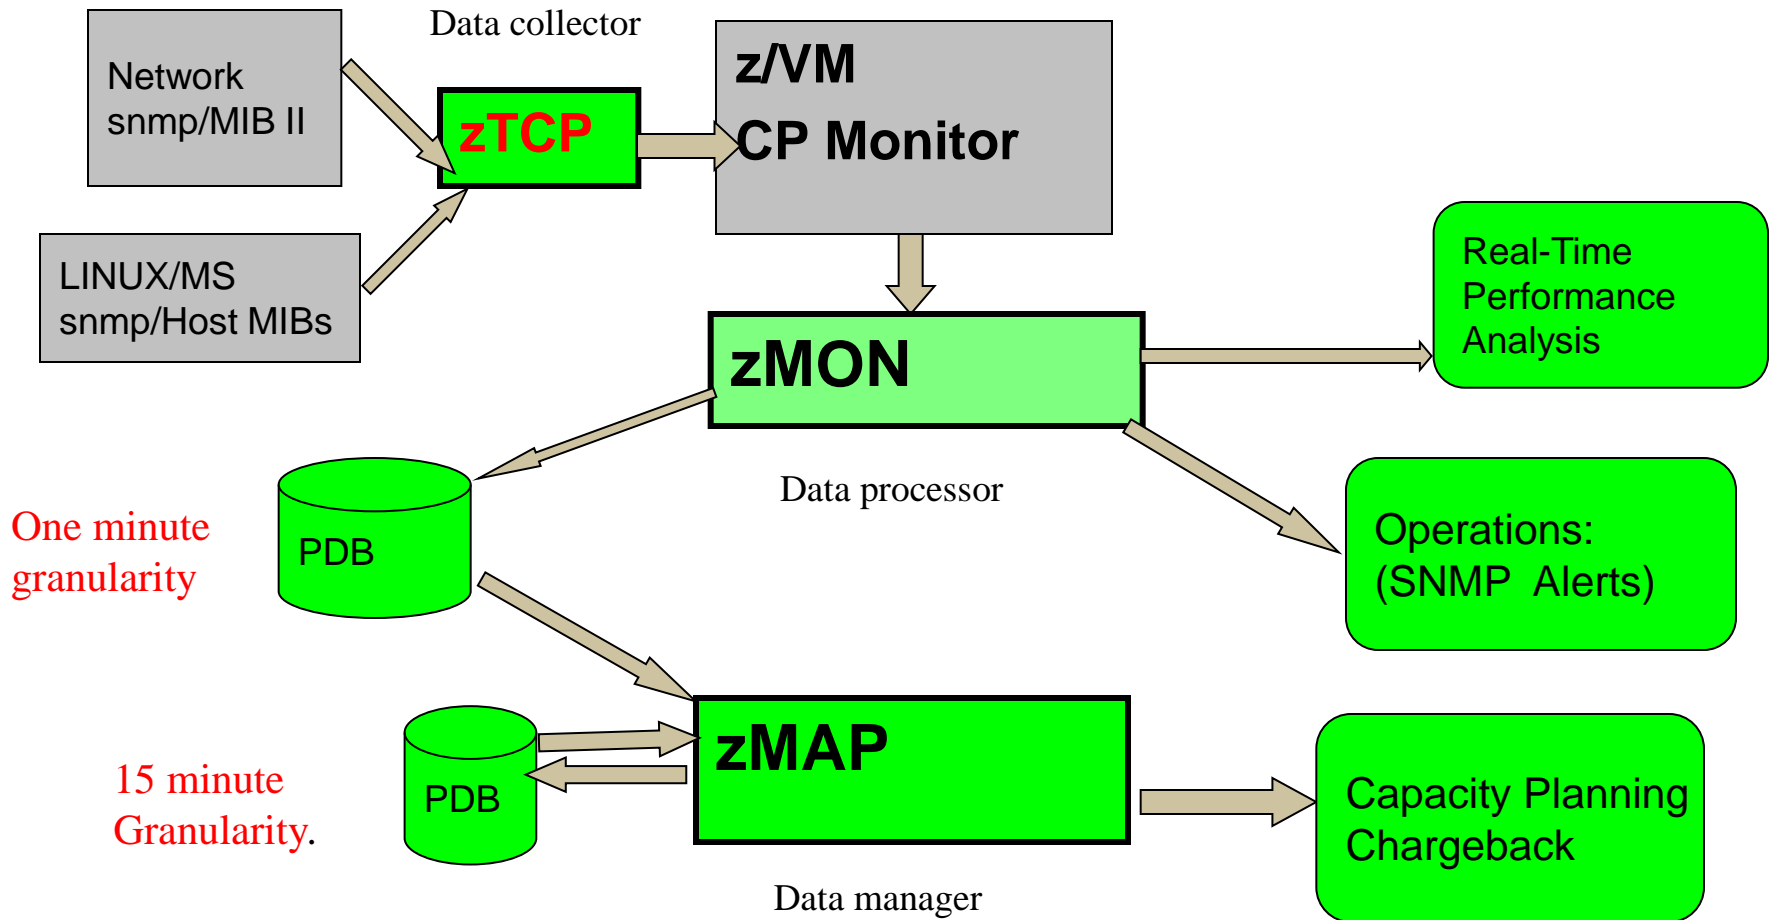 Data collector
Network
snmp/MIB II
zTCP
z/VM
CP Monitor
LINUX/MS
snmp/Host MIBs
Real-Time
Performance
Analysis
zMON
Data processor
One minute
granularity
PDB
Operations:
(SNMP Alerts)
15 minute
Granularity.
PDB
zMAP
Capacity Planning
Chargeback
Data manager